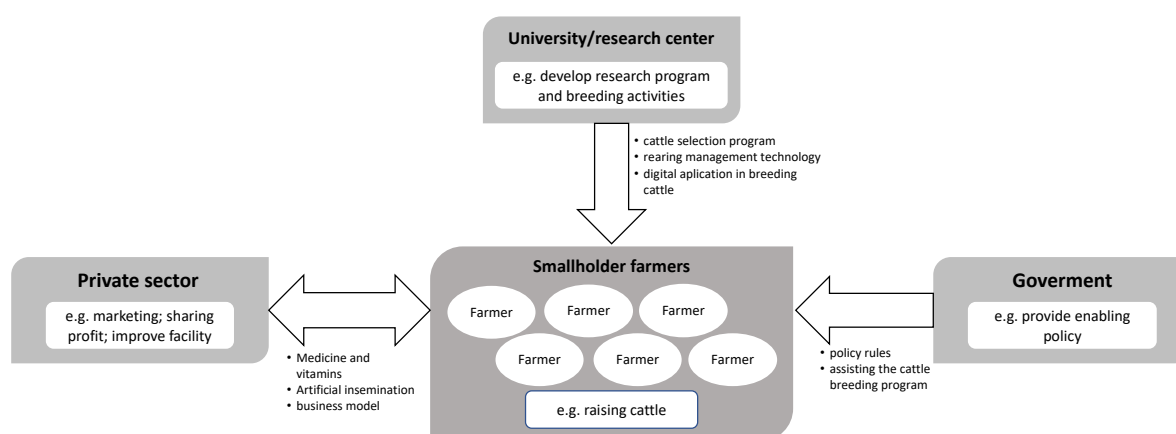 University/research center
e.g. develop research program
and breeding activities
• cattle selection program
• rearing management technology
• digital aplication in breeding
cattle
Private sector
e.g. marketing; sharing
profit; improve facility
• Medicine and
vitamins
• Artificial insemination
• business model
Smallholder farmers
Farmer
Farmer
Farmer
Farmer
Farmer
Farmer
e.g. raising cattle
Goverment
e.g. provide enabling
policy
• policy rules
• assisting the cattle
breeding program